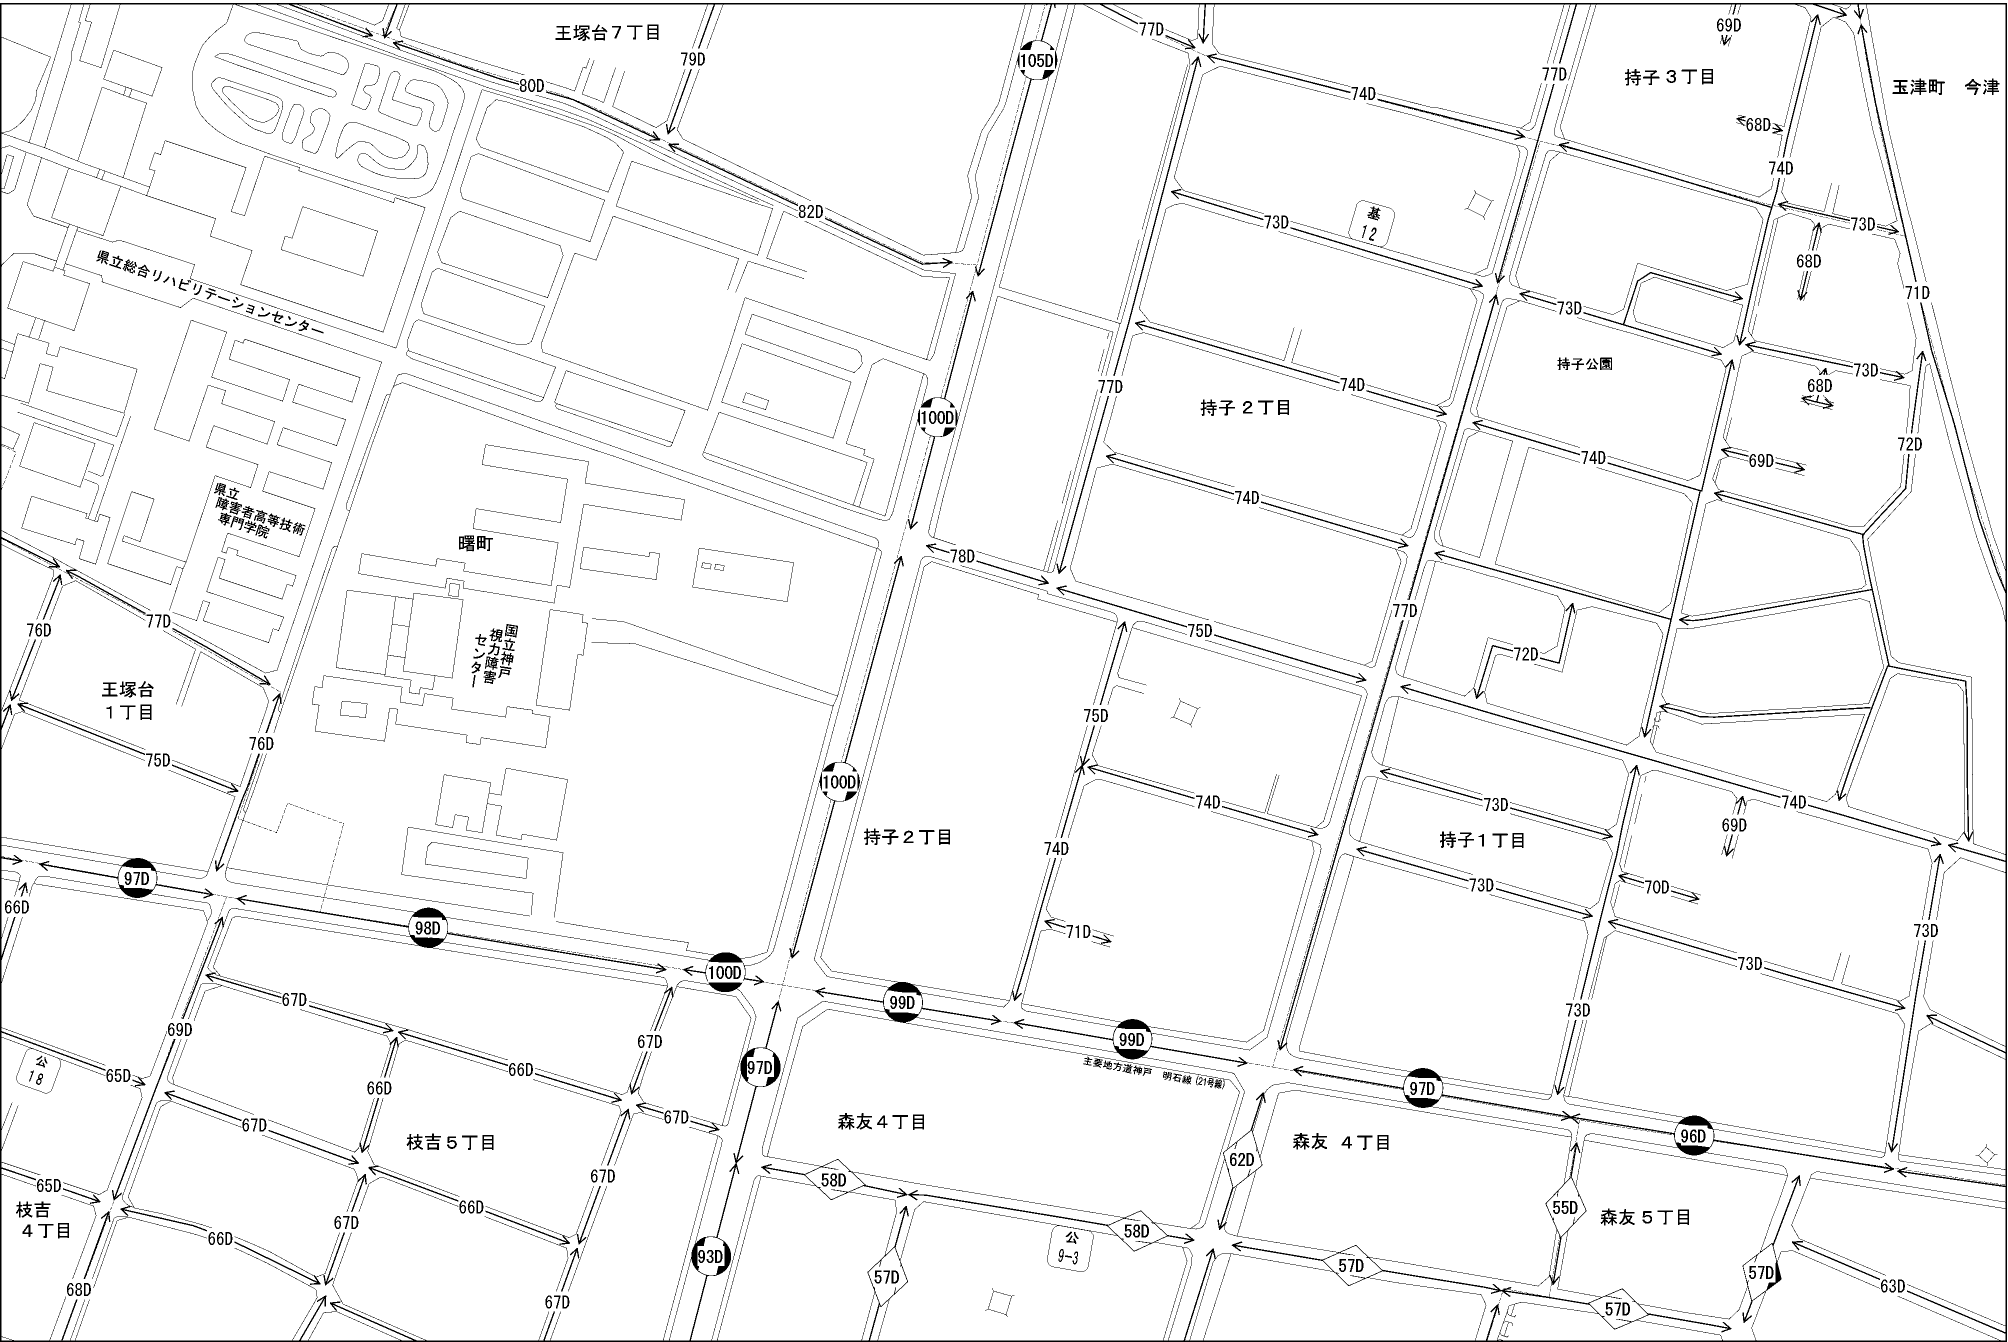 王塚台7丁目
79D
80D
82D
105D
77D
74D
77D
69D
持子3丁目
玉津町 今津
68D
74D
73D
68D
71D
基
12
73D
73D
県立総合リハビリテーションセンター
100D
77D
持子2丁目
74D
持子公園
73D
68D
72D
74D
69D
74D
県立
障害者高等技術
専門学院
曙町
78D
77D
76D
国立神戸
視力障害
センター
77D
75D
72D
王塚台
1丁目
75D
76D
75D
100D
74D
73D
74D
69D
持子2丁目
74D
持子1丁目
97D
66D
98D
71D
73D
70D
73D
73D
100D
67D
99D
99D
73D
69D
67D
公
18
65D
66D
66D
97D
主要地方道神戸 明石線(21号線)
97D
67D
67D
枝吉5丁目
森友4丁目
森友 4丁目
96D
62D
65D
枝吉
4丁目
67D
66D
58D
55D
森友5丁目
66D
67D
58D
公
9-3
93D
57D
57D
57D
63D
68D
67D
57D